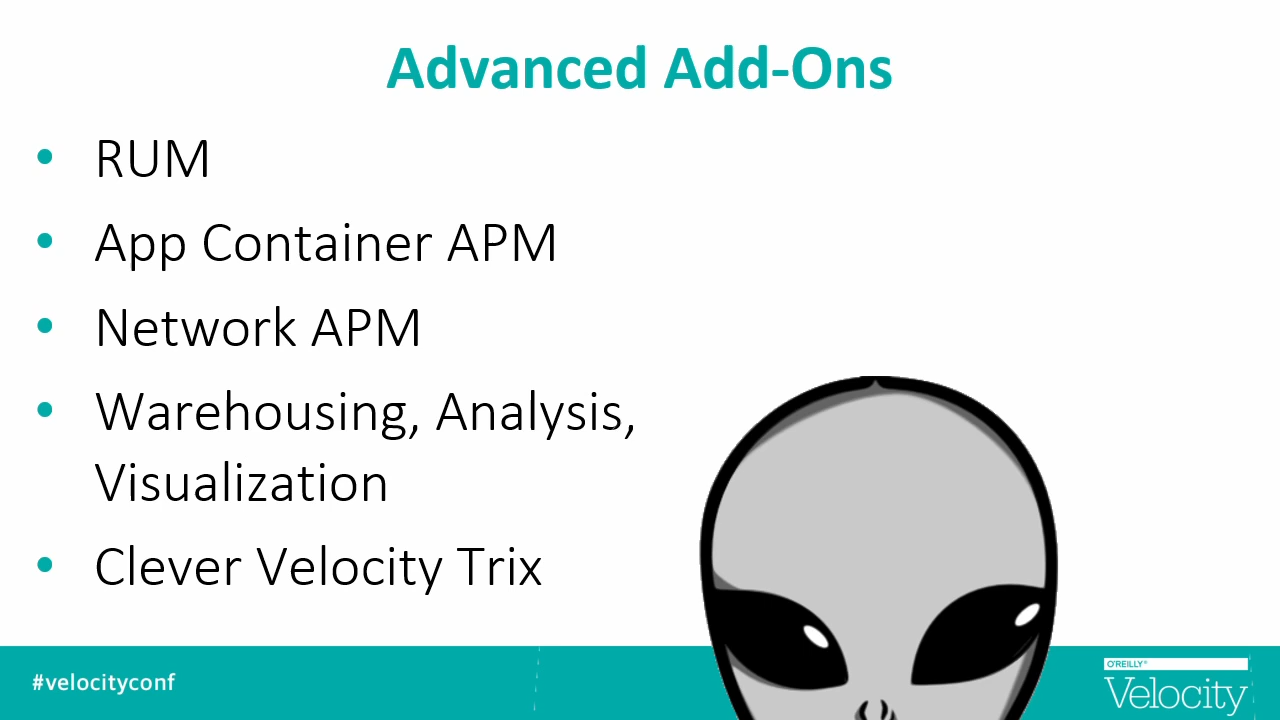 Advanced Add-Ons
• RUM
• App Container APM
• Network APM
• Warehousing, Analysis,
Visualization
• Clever Velocity Trix
#velocityconf
O'REILLY®
Velocity